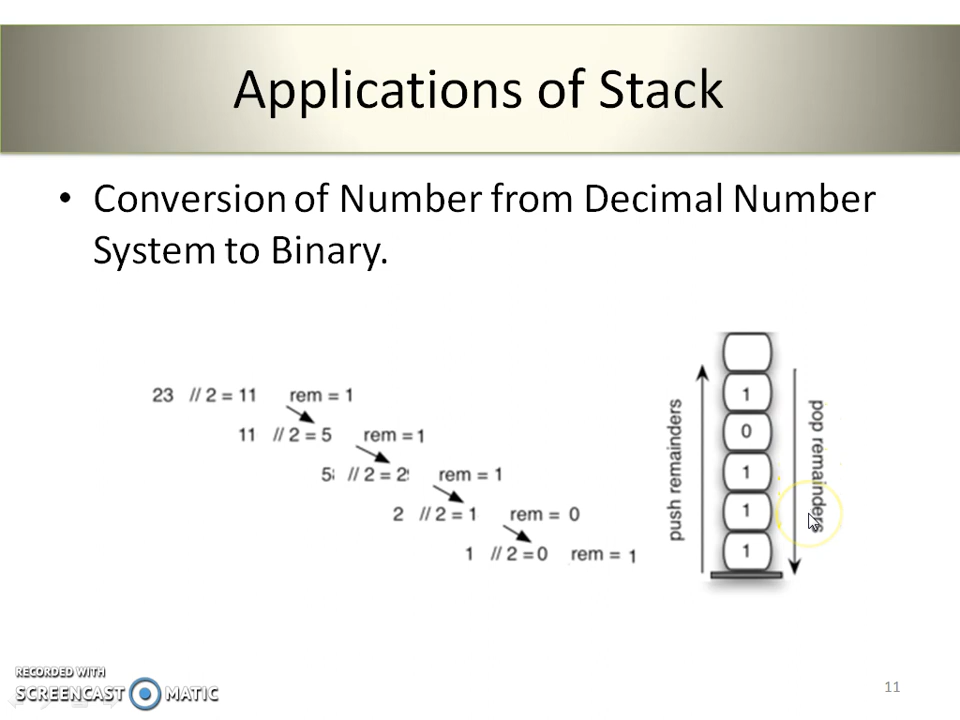 Applications of Stack
• Conversion of Number from Decimal Number
System to Binary.
23 // 2 = 11 rem = 1
11 // 2 = 5 rem = 1
5 // 2 = 2 rem = 1
2 // 2 = 1 rem = 0
1 // 2 = 0 rem = 1
push remainders
1
0
1
1
1
pop remainders
RECORDED WITH
SCREENCAST MATIC
11